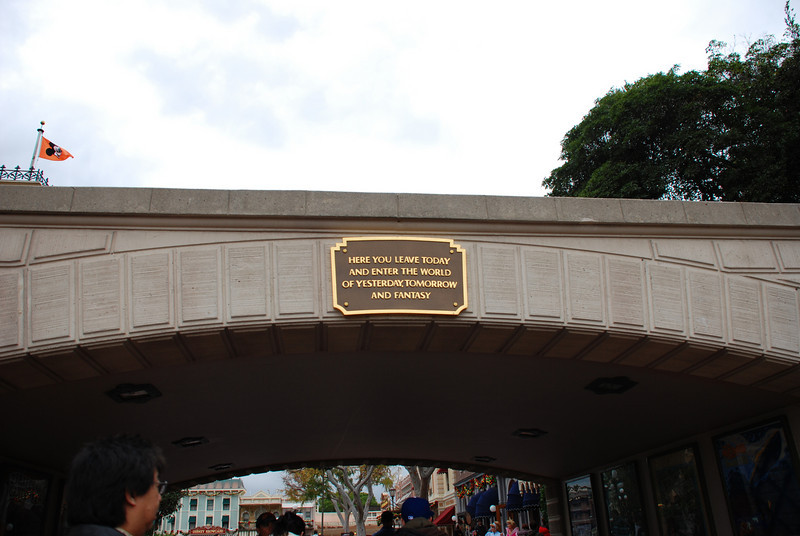 HERE YOU LEAVE TODAY
AND ENTER THE WORLD
OF YESTERDAY, TOMORROW
AND FANTASY